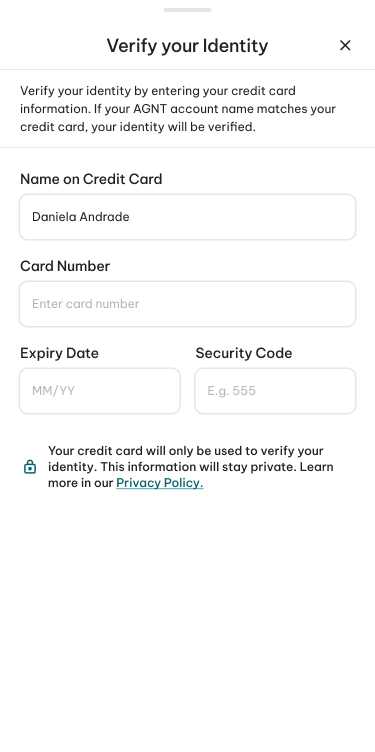 Verify your Identity
Verify your identity by entering your credit card
information. If your AGNT account name matches your
credit card, your identity will be verified.
Name on Credit Card
Daniela Andrade
Card Number
Enter card number
Expiry Date
Security Code
MM/YY
E.g. 555
Your credit card will only be used to verify your
identity. This information will stay private. Learn
more in our Privacy Policy.